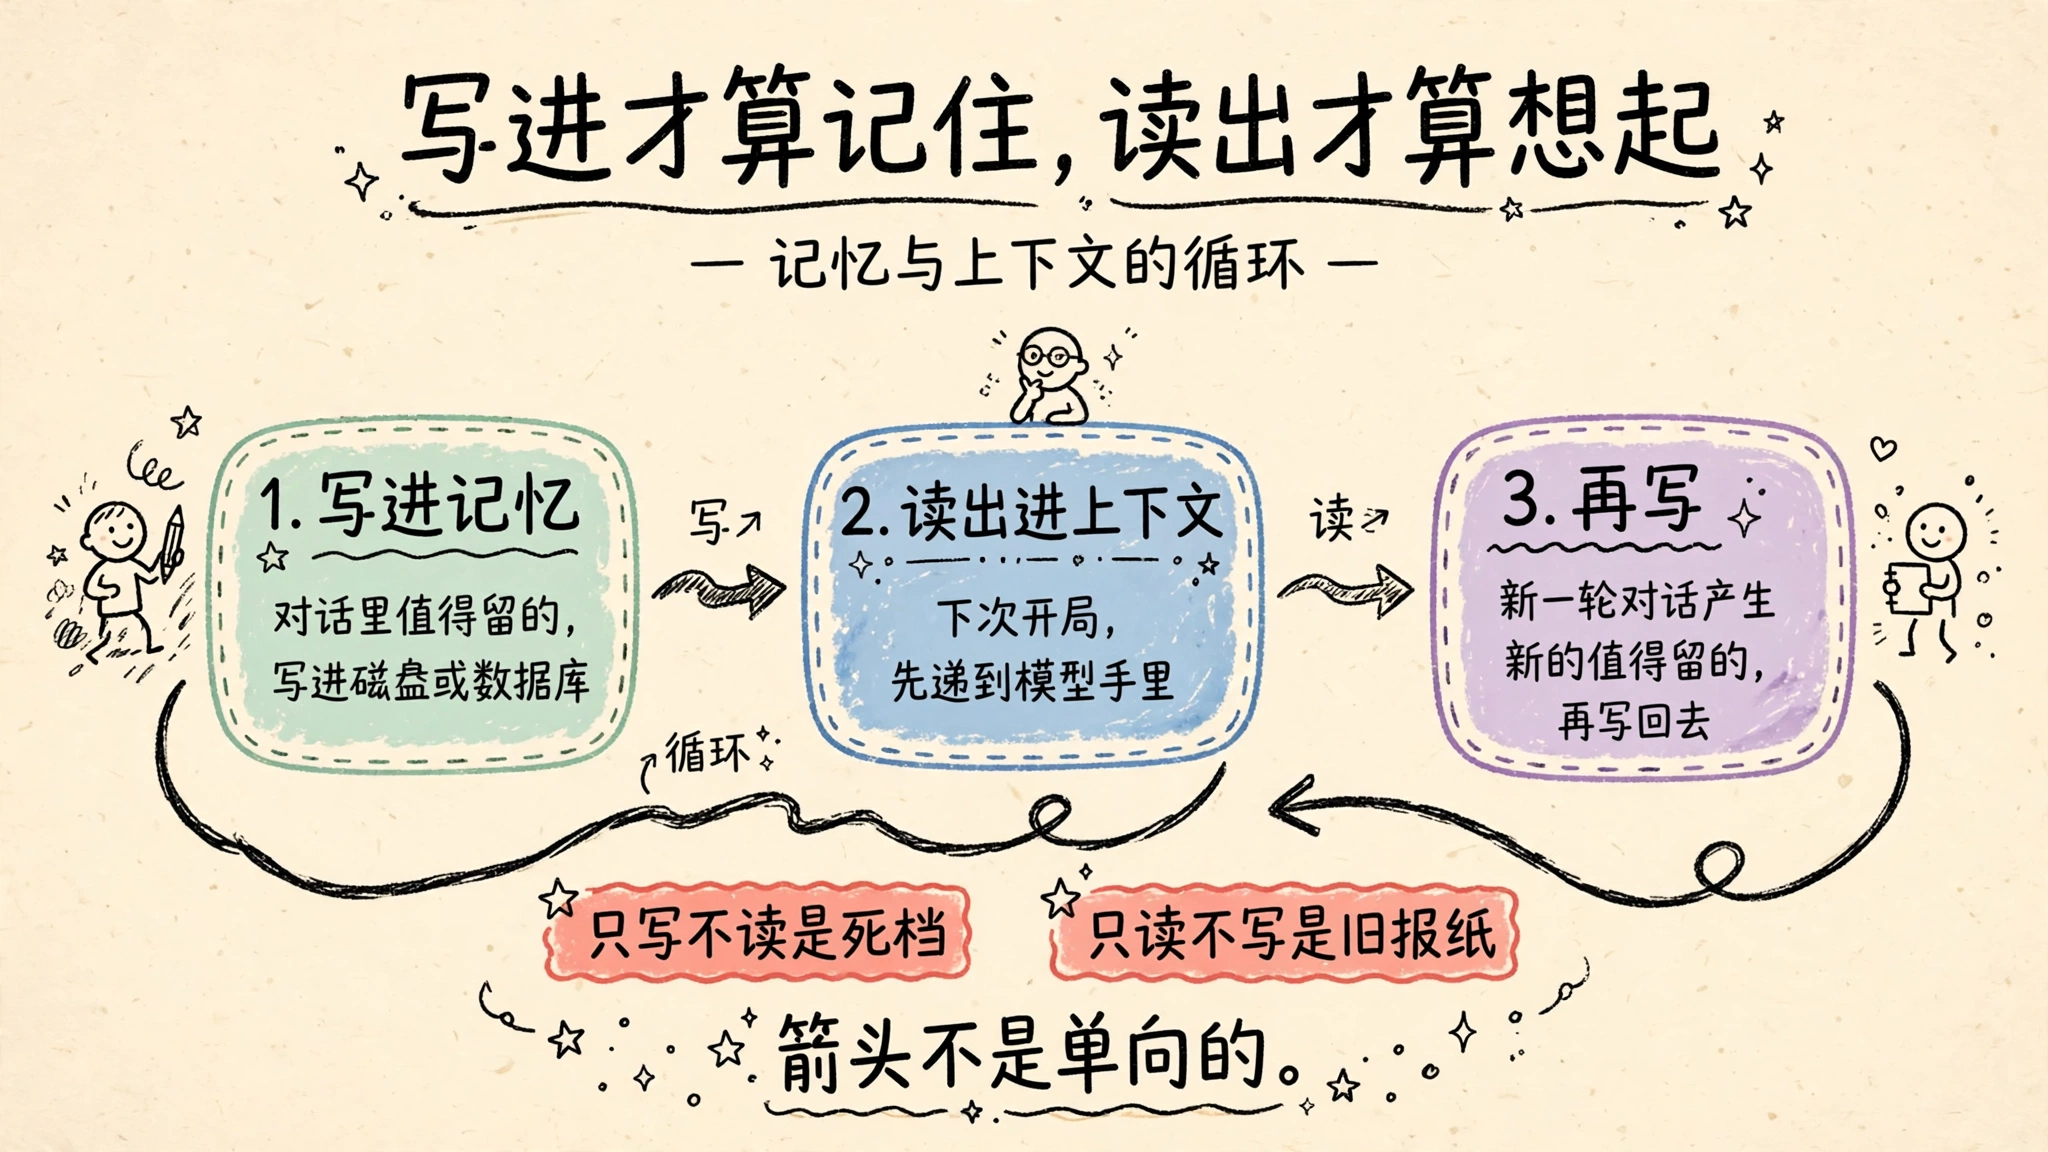 写进才算记住,读出才算想起
— 记忆与上下文的循环 —
1. 写进记忆
对话里值得留的,
写进磁盘或数据库
写↗
2. 读出进上下文
下次开局,
先递到模型手里
读↗
3. 再写
新一轮对话产生
新的值得留的,
再写回去
循环
只写不读是死档
只读不写是旧报纸
箭头不是单向的。